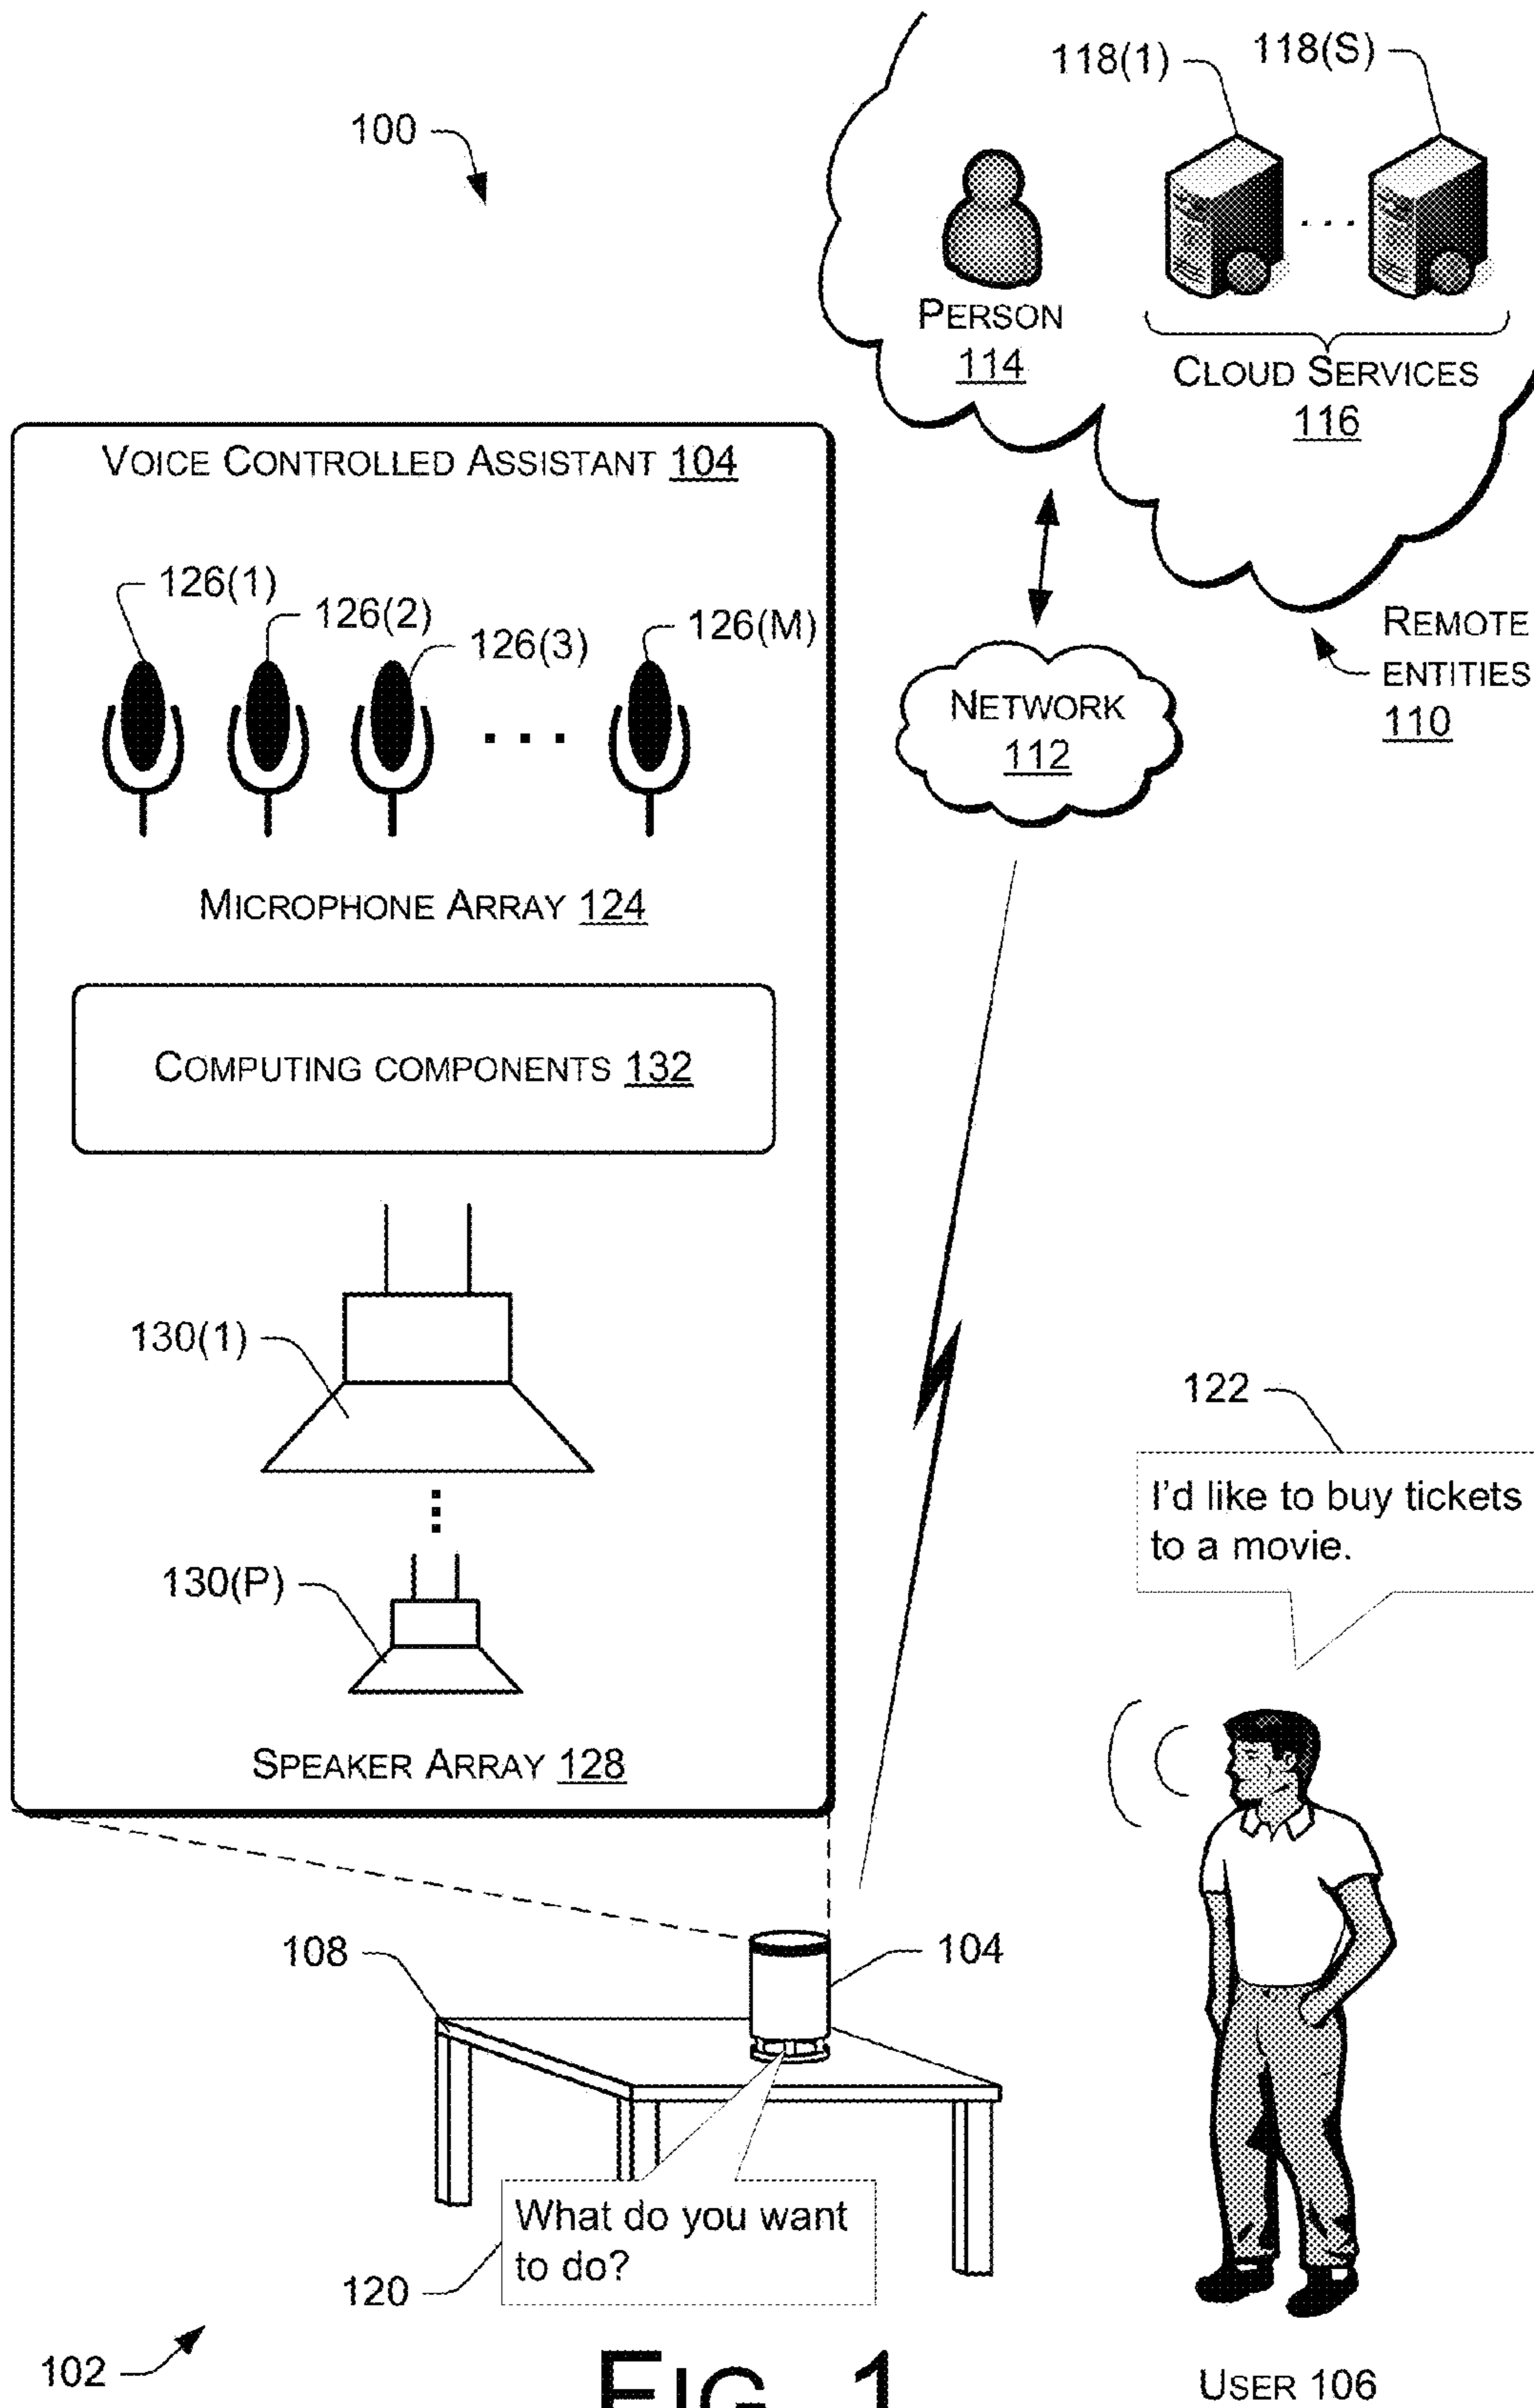 118(1)
118(S)
100
PERSON
114
CLOUD SERVICES
116
VOICE CONTROLLED ASSISTANT 104
126(1)
126(2)
126(3)
126(M)
. . .
REMOTE
ENTITIES
110
NETWORK
112
MICROPHONE ARRAY 124
COMPUTING COMPONENTS 132
130(1)
130(P)
SPEAKER ARRAY 128
122
I'd like to buy tickets
to a movie.
108
104
What do you want
to do?
120
102
FIG. 1
USER 106